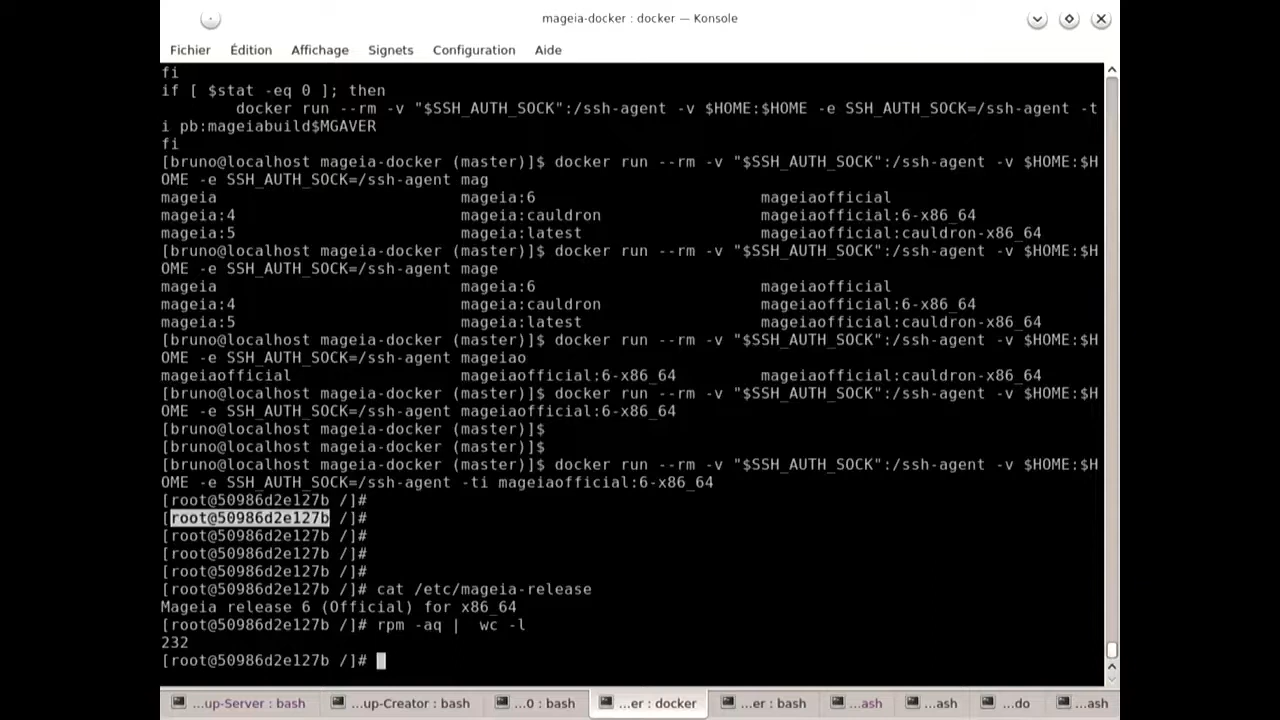 mageia-docker : docker — Konsole
Fichier Édition Affichage Signets Configuration Aide
fi
if [ $stat -eq 0 ]; then
        docker run --rm -v "$SSH_AUTH_SOCK":/ssh-agent -v $HOME:$HOME -e SSH_AUTH_SOCK=/ssh-agent -t
i pb:mageiabuild$MGAVER
fi
[bruno@localhost mageia-docker (master)]$ docker run --rm -v "$SSH_AUTH_SOCK":/ssh-agent -v $HOME:$H
OME -e SSH_AUTH_SOCK=/ssh-agent mag
mageia                          mageia:6                        mageiaofficial
mageia:4                        mageia:cauldron                 mageiaofficial:6-x86_64
mageia:5                        mageia:latest                   mageiaofficial:cauldron-x86_64
[bruno@localhost mageia-docker (master)]$ docker run --rm -v "$SSH_AUTH_SOCK":/ssh-agent -v $HOME:$H
OME -e SSH_AUTH_SOCK=/ssh-agent mage
mageia                          mageia:6                        mageiaofficial
mageia:4                        mageia:cauldron                 mageiaofficial:6-x86_64
mageia:5                        mageia:latest                   mageiaofficial:cauldron-x86_64
[bruno@localhost mageia-docker (master)]$ docker run --rm -v "$SSH_AUTH_SOCK":/ssh-agent -v $HOME:$H
OME -e SSH_AUTH_SOCK=/ssh-agent mageiao
mageiaofficial                  mageiaofficial:6-x86_64         mageiaofficial:cauldron-x86_64
[bruno@localhost mageia-docker (master)]$ docker run --rm -v "$SSH_AUTH_SOCK":/ssh-agent -v $HOME:$H
OME -e SSH_AUTH_SOCK=/ssh-agent mageiaofficial:6-x86_64
[bruno@localhost mageia-docker (master)]$
[bruno@localhost mageia-docker (master)]$
[bruno@localhost mageia-docker (master)]$ docker run --rm -v "$SSH_AUTH_SOCK":/ssh-agent -v $HOME:$H
OME -e SSH_AUTH_SOCK=/ssh-agent -ti mageiaofficial:6-x86_64
[root@50986d2e127b /]#
[root@50986d2e127b /]#
[root@50986d2e127b /]#
[root@50986d2e127b /]#
[root@50986d2e127b /]#
[root@50986d2e127b /]# cat /etc/mageia-release
Mageia release 6 (Official) for x86_64
[root@50986d2e127b /]# rpm -aq |  wc -l
232
[root@50986d2e127b /]#
...up-Server : bash ...up-Creator : bash ...0 : bash ...er : docker ...er : bash ...ash ...ash ...do ...ash